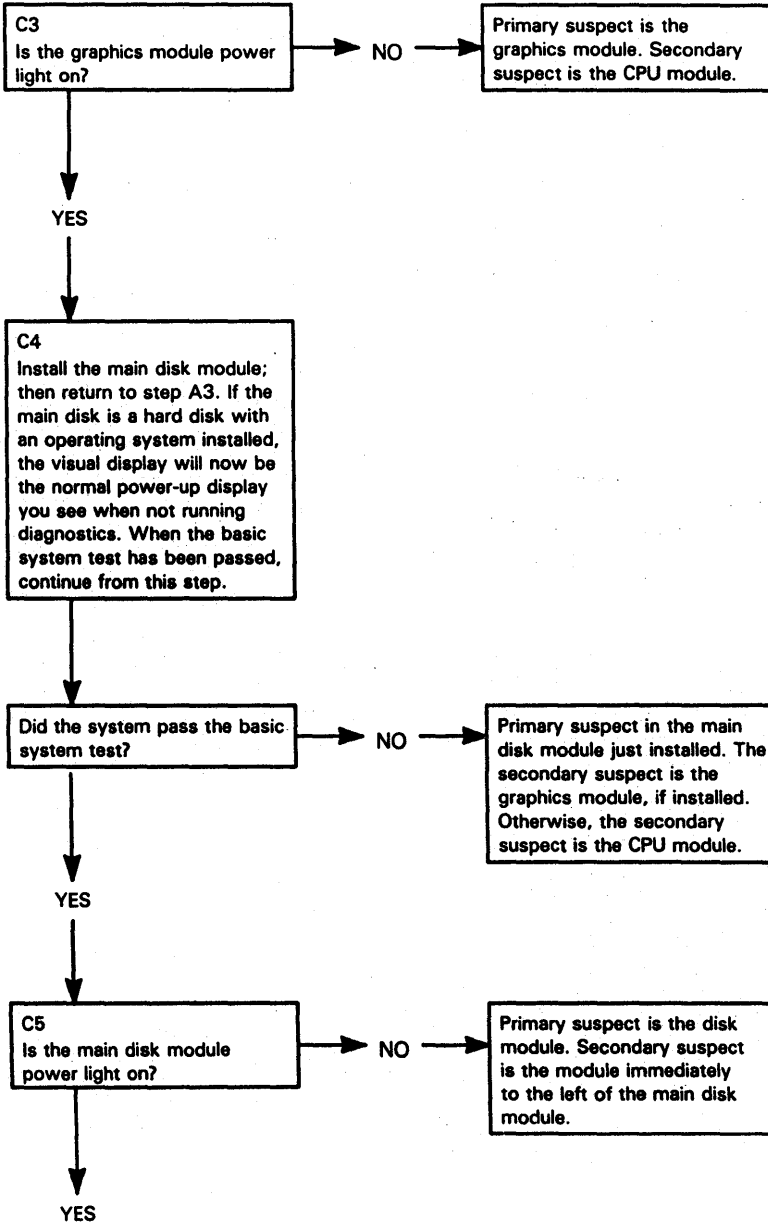 C3
Is the graphics module power
light on?
NO
Primary suspect is the
graphics module. Secondary
suspect is the CPU module.
YES
C4
Install the main disk module;
then return to step A3. If the
main disk is a hard disk with
an operating system installed,
the visual display will now be
the normal power-up display
you see when not running
diagnostics. When the basic
system test has been passed,
continue from this step.
Did the system pass the basic
system test?
NO
Primary suspect in the main
disk module just installed. The
secondary suspect is the
graphics module, if installed.
Otherwise, the secondary
suspect is the CPU module.
YES
C5
Is the main disk module
power light on?
NO
Primary suspect is the disk
module. Secondary suspect
is the module immediately
to the left of the main disk
module.
YES